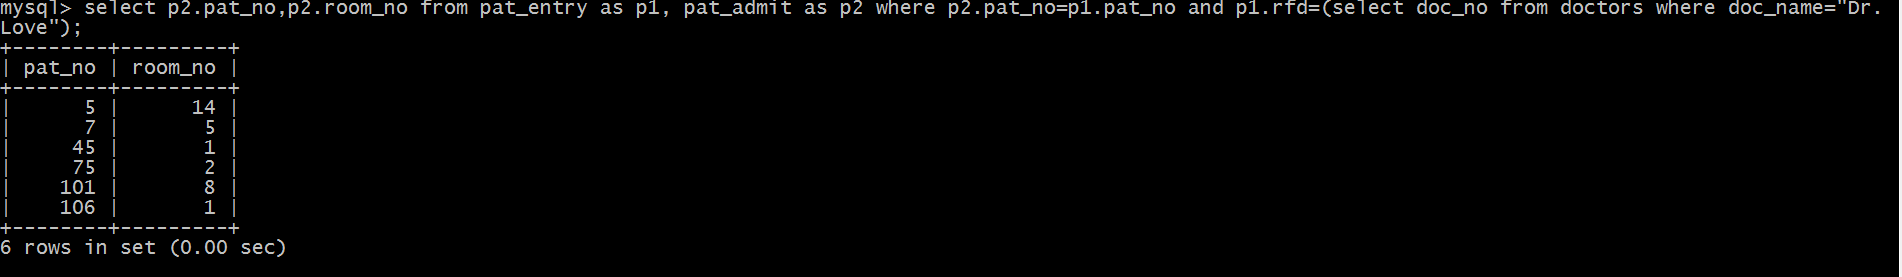 mysql> select p2.pat_no,p2.room_no from pat_entry as p1, pat_admit as p2 where p2.pat_no=p1.pat_no and p1.rfd=(select doc_no from doctors where doc_name="Dr.
Love");
+--------+---------+
| pat_no | room_no |
+--------+---------+
|      5 |      14 |
|      7 |       5 |
|     45 |       1 |
|     75 |       2 |
|    101 |       8 |
|    106 |       1 |
+--------+---------+
6 rows in set (0.00 sec)